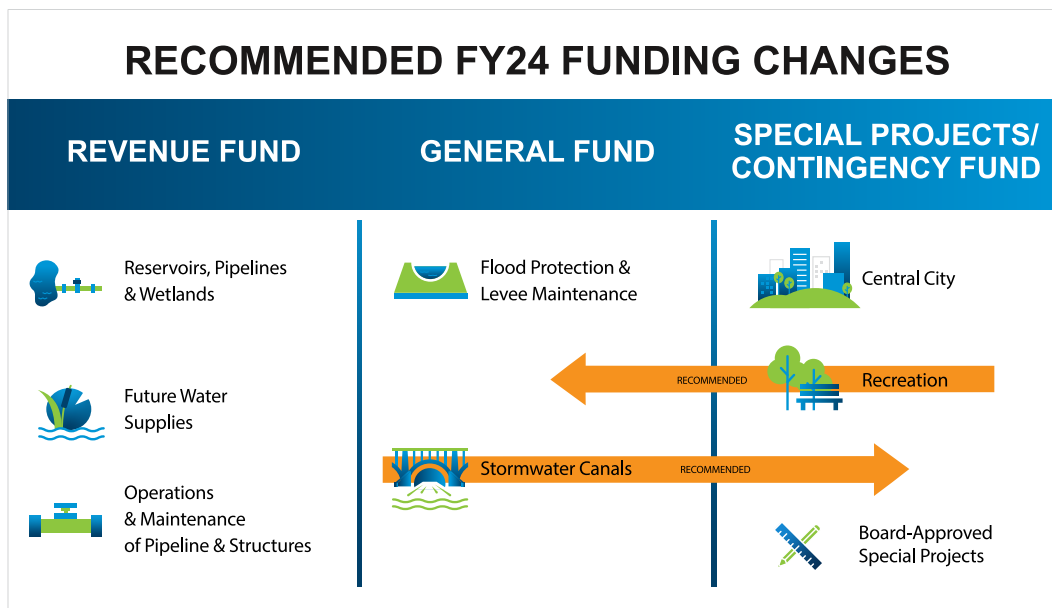 RECOMMENDED FY24 FUNDING CHANGES
REVENUE FUND
GENERAL FUND
SPECIAL PROJECTS/
CONTINGENCY FUND
Reservoirs, Pipelines
& Wetlands
Future Water
Supplies
Operations
& Maintenance
of Pipeline & Structures
Flood Protection &
Levee Maintenance
Stormwater Canals
RECOMMENDED
Central City
RECOMMENDED
Recreation
Board-Approved
Special Projects